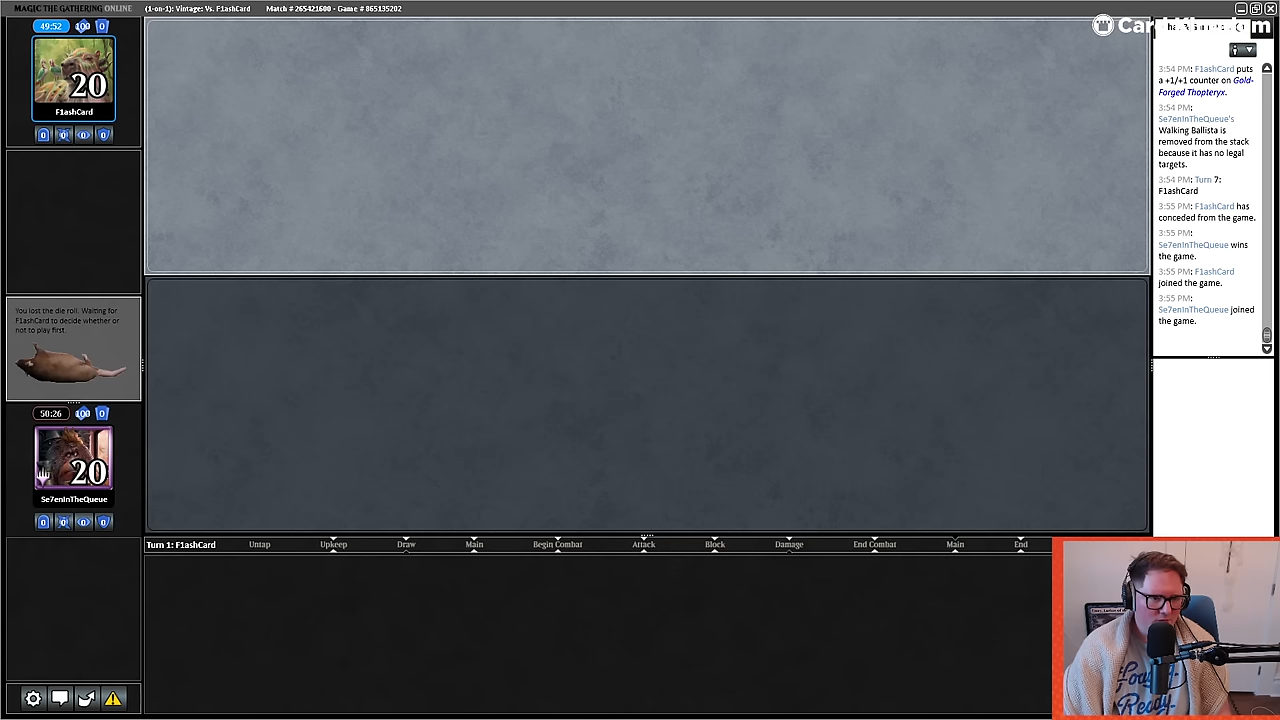 MAGIC THE GATHERING ONLINE
(1-on-1): Vintage: Vs. F1ashCard
Match # 265421600 - Game # 865135202
49:52
100
0
20
F1ashCard
0
0
0
0
You lost the die roll. Waiting for
F1ashCard to decide whether or
not to play first.
50:26
100
0
20
Se7enInTheQueue
0
0
0
0
Turn 1: F1ashCard
Untap
Upkeep
Draw
Main
Begin Combat
Attack
Block
Damage
End Combat
Main
End
3:54 PM: F1ashCard puts
a +1/+1 counter on Gold-
Forged Thopteryx.
3:54 PM:
Se7enInTheQueue's
Walking Ballista is
removed from the stack
because it has no legal
targets.
3:54 PM: Turn 7:
F1ashCard
3:55 PM: F1ashCard has
conceded from the game.
3:55 PM:
Se7enInTheQueue wins
the game.
3:55 PM: F1ashCard
joined the game.
3:55 PM:
Se7enInTheQueue joined
the game.
Ready